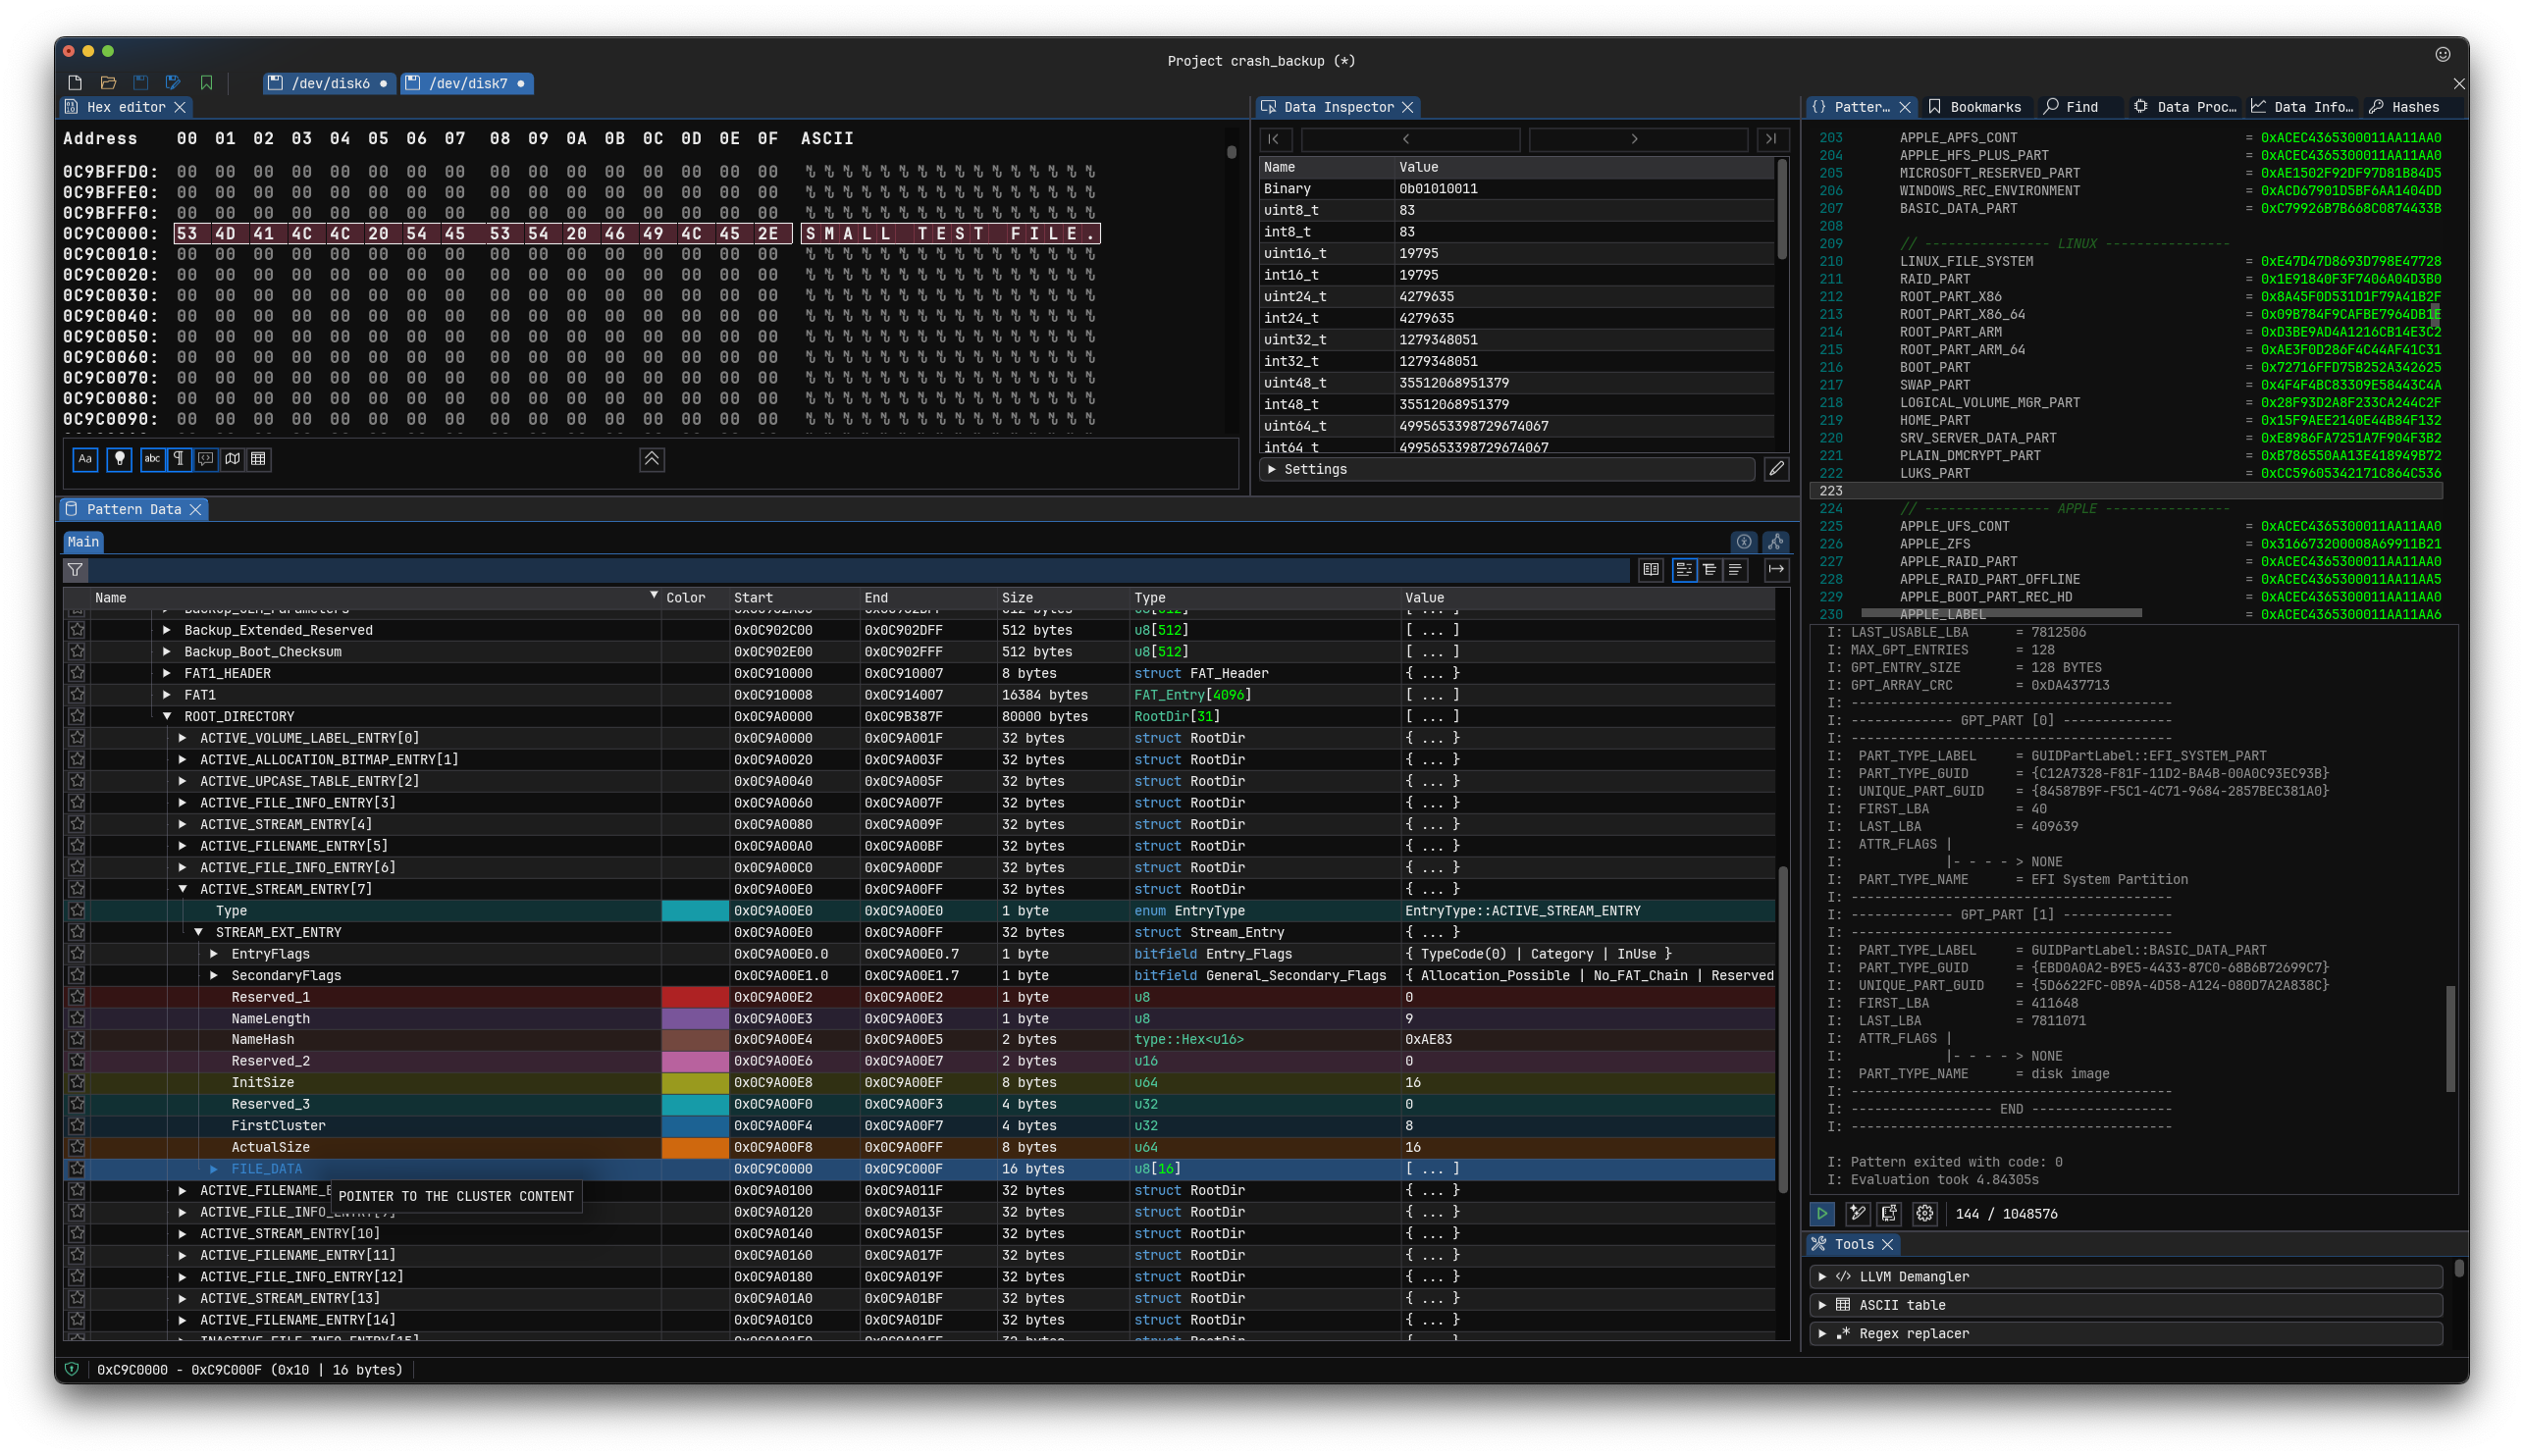 Project crash_backup (*)
/dev/disk6 ● /dev/disk7 ●
Hex editor
Address 00 01 02 03 04 05 06 07 08 09 0A 0B 0C 0D 0E 0F ASCII
0C9BFFD0: 00 00 00 00 00 00 00 00 00 00 00 00 00 00 00 00
0C9BFFE0: 00 00 00 00 00 00 00 00 00 00 00 00 00 00 00 00
0C9BFFF0: 00 00 00 00 00 00 00 00 00 00 00 00 00 00 00 00
0C9C0000: 53 4D 41 4C 4C 20 54 45 53 54 20 46 49 4C 45 2E SMALL TEST FILE.
0C9C0010: 00 00 00 00 00 00 00 00 00 00 00 00 00 00 00 00
0C9C0020: 00 00 00 00 00 00 00 00 00 00 00 00 00 00 00 00
0C9C0030: 00 00 00 00 00 00 00 00 00 00 00 00 00 00 00 00
0C9C0040: 00 00 00 00 00 00 00 00 00 00 00 00 00 00 00 00
0C9C0050: 00 00 00 00 00 00 00 00 00 00 00 00 00 00 00 00
0C9C0060: 00 00 00 00 00 00 00 00 00 00 00 00 00 00 00 00
0C9C0070: 00 00 00 00 00 00 00 00 00 00 00 00 00 00 00 00
0C9C0080: 00 00 00 00 00 00 00 00 00 00 00 00 00 00 00 00
0C9C0090: 00 00 00 00 00 00 00 00 00 00 00 00 00 00 00 00
Aa abc
Data Inspector
Name Value
Binary 0b01010011
uint8_t 83
int8_t 83
uint16_t 19795
int16_t 19795
uint24_t 4279635
int24_t 4279635
uint32_t 1279348051
int32_t 1279348051
uint48_t 35512068951379
int48_t 35512068951379
uint64_t 4995653398729674067
int64_t 4995653398729674067
Settings
Pattern Data
Main
Name Color Start End Size Type Value
Backup_Extended_Reserved 0x0C902C00 0x0C902DFF 512 bytes u8[512] [ ... ]
Backup_Boot_Checksum 0x0C902E00 0x0C902FFF 512 bytes u8[512] [ ... ]
FAT1_HEADER 0x0C910000 0x0C910007 8 bytes struct FAT_Header { ... }
FAT1 0x0C910008 0x0C914007 16384 bytes FAT_Entry[4096] [ ... ]
ROOT_DIRECTORY 0x0C9A0000 0x0C9B387F 80000 bytes RootDir[31] [ ... ]
ACTIVE_VOLUME_LABEL_ENTRY[0] 0x0C9A0000 0x0C9A001F 32 bytes struct RootDir { ... }
ACTIVE_ALLOCATION_BITMAP_ENTRY[1] 0x0C9A0020 0x0C9A003F 32 bytes struct RootDir { ... }
ACTIVE_UPCASE_TABLE_ENTRY[2] 0x0C9A0040 0x0C9A005F 32 bytes struct RootDir { ... }
ACTIVE_FILE_INFO_ENTRY[3] 0x0C9A0060 0x0C9A007F 32 bytes struct RootDir { ... }
ACTIVE_STREAM_ENTRY[4] 0x0C9A0080 0x0C9A009F 32 bytes struct RootDir { ... }
ACTIVE_FILENAME_ENTRY[5] 0x0C9A00A0 0x0C9A00BF 32 bytes struct RootDir { ... }
ACTIVE_FILE_INFO_ENTRY[6] 0x0C9A00C0 0x0C9A00DF 32 bytes struct RootDir { ... }
ACTIVE_STREAM_ENTRY[7] 0x0C9A00E0 0x0C9A00FF 32 bytes struct RootDir { ... }
Type 0x0C9A00E0 0x0C9A00E0 1 byte enum EntryType EntryType::ACTIVE_STREAM_ENTRY
STREAM_EXT_ENTRY 0x0C9A00E0 0x0C9A00FF 32 bytes struct Stream_Entry { ... }
EntryFlags 0x0C9A00E0.0 0x0C9A00E0.7 1 byte bitfield Entry_Flags { TypeCode(0) | Category | InUse }
SecondaryFlags 0x0C9A00E1.0 0x0C9A00E1.7 1 byte bitfield General_Secondary_Flags { Allocation_Possible | No_FAT_Chain | Reserved
Reserved_1 0x0C9A00E2 0x0C9A00E2 1 byte u8 0
NameLength 0x0C9A00E3 0x0C9A00E3 1 byte u8 9
NameHash 0x0C9A00E4 0x0C9A00E5 2 bytes type::Hex<u16> 0xAE83
Reserved_2 0x0C9A00E6 0x0C9A00E7 2 bytes u16 0
InitSize 0x0C9A00E8 0x0C9A00EF 8 bytes u64 16
Reserved_3 0x0C9A00F0 0x0C9A00F3 4 bytes u32 0
FirstCluster 0x0C9A00F4 0x0C9A00F7 4 bytes u32 8
ActualSize 0x0C9A00F8 0x0C9A00FF 8 bytes u64 16
FILE_DATA 0x0C9C0000 0x0C9C000F 16 bytes u8[16] [ ... ]
POINTER TO THE CLUSTER CONTENT
0x0C9A0100 0x0C9A011F 32 bytes struct RootDir { ... }
0x0C9A0120 0x0C9A013F 32 bytes struct RootDir { ... }
ACTIVE_STREAM_ENTRY[10] 0x0C9A0140 0x0C9A015F 32 bytes struct RootDir { ... }
ACTIVE_FILENAME_ENTRY[11] 0x0C9A0160 0x0C9A017F 32 bytes struct RootDir { ... }
ACTIVE_FILE_INFO_ENTRY[12] 0x0C9A0180 0x0C9A019F 32 bytes struct RootDir { ... }
ACTIVE_STREAM_ENTRY[13] 0x0C9A01A0 0x0C9A01BF 32 bytes struct RootDir { ... }
ACTIVE_FILENAME_ENTRY[14] 0x0C9A01C0 0x0C9A01DF 32 bytes struct RootDir { ... }
0xC9C0000 - 0xC9C000F (0x10 | 16 bytes)
Patter... Bookmarks Find Data Proc... Data Info... Hashes
203 APPLE_APFS_CONT = 0xACEC4365300011AA11AA0
204 APPLE_HFS_PLUS_PART = 0xACEC4365300011AA11AA0
205 MICROSOFT_RESERVED_PART = 0xAE1502F92DF97D81B84D5
206 WINDOWS_REC_ENVIRONMENT = 0xACD67901D5BF6AA1404DD
207 BASIC_DATA_PART = 0xC79926B7B668C0874433B
208
209 // ---------------- LINUX ----------------
210 LINUX_FILE_SYSTEM = 0xE47D47D8693D798E47728
211 RAID_PART = 0x1E91840F3F7406A04D3B0
212 ROOT_PART_X86 = 0x8A45F0D531D1F79A41B2F
213 ROOT_PART_X86_64 = 0x09B784F9CAFBE7964DB1E
214 ROOT_PART_ARM = 0xD3BE9AD4A1216CB14E3C2
215 ROOT_PART_ARM_64 = 0xAE3F0D286F4C44AF41C31
216 BOOT_PART = 0x72716FFD75B252A342625
217 SWAP_PART = 0x4F4F4BC83309E58443C4A
218 LOGICAL_VOLUME_MGR_PART = 0x28F93D2A8F233CA244C2F
219 HOME_PART = 0x15F9AEE2140E44B84F132
220 SRV_SERVER_DATA_PART = 0xE8986FA7251A7F904F3B2
221 PLAIN_DMCRYPT_PART = 0xB786550AA13E418949B72
222 LUKS_PART = 0xCC59605342171C864C536
223
224 // ---------------- APPLE ----------------
225 APPLE_UFS_CONT = 0xACEC4365300011AA11AA0
226 APPLE_ZFS = 0x316673200008A69911B21
227 APPLE_RAID_PART = 0xACEC4365300011AA11AA0
228 APPLE_RAID_PART_OFFLINE = 0xACEC4365300011AA11AA5
229 APPLE_BOOT_PART_REC_HD = 0xACEC4365300011AA11AA0
230 APPLE_LABEL = 0xACEC4365300011AA11AA6
I: LAST_USABLE_LBA = 7812506
I: MAX_GPT_ENTRIES = 128
I: GPT_ENTRY_SIZE = 128 BYTES
I: GPT_ARRAY_CRC = 0xDA437713
I: -----------------------------------------
I: ------------- GPT_PART [0] --------------
I: -----------------------------------------
I: PART_TYPE_LABEL = GUIDPartLabel::EFI_SYSTEM_PART
I: PART_TYPE_GUID = {C12A7328-F81F-11D2-BA4B-00A0C93EC93B}
I: UNIQUE_PART_GUID = {84587B9F-F5C1-4C71-9684-2857BEC381A0}
I: FIRST_LBA = 40
I: LAST_LBA = 409639
I: ATTR_FLAGS |
I: |- - - - > NONE
I: PART_TYPE_NAME = EFI System Partition
I: -----------------------------------------
I: ------------- GPT_PART [1] --------------
I: -----------------------------------------
I: PART_TYPE_LABEL = GUIDPartLabel::BASIC_DATA_PART
I: PART_TYPE_GUID = {EBD0A0A2-B9E5-4433-87C0-68B6B72699C7}
I: UNIQUE_PART_GUID = {5D6622FC-0B9A-4D58-A124-080D7A2A838C}
I: FIRST_LBA = 411648
I: LAST_LBA = 7811071
I: ATTR_FLAGS |
I: |- - - - > NONE
I: PART_TYPE_NAME = disk image
I: -----------------------------------------
I: ------------------ END ------------------
I: -----------------------------------------
I: Pattern exited with code: 0
I: Evaluation took 4.84305s
144 / 1048576
Tools
LLVM Demangler
ASCII table
Regex replacer